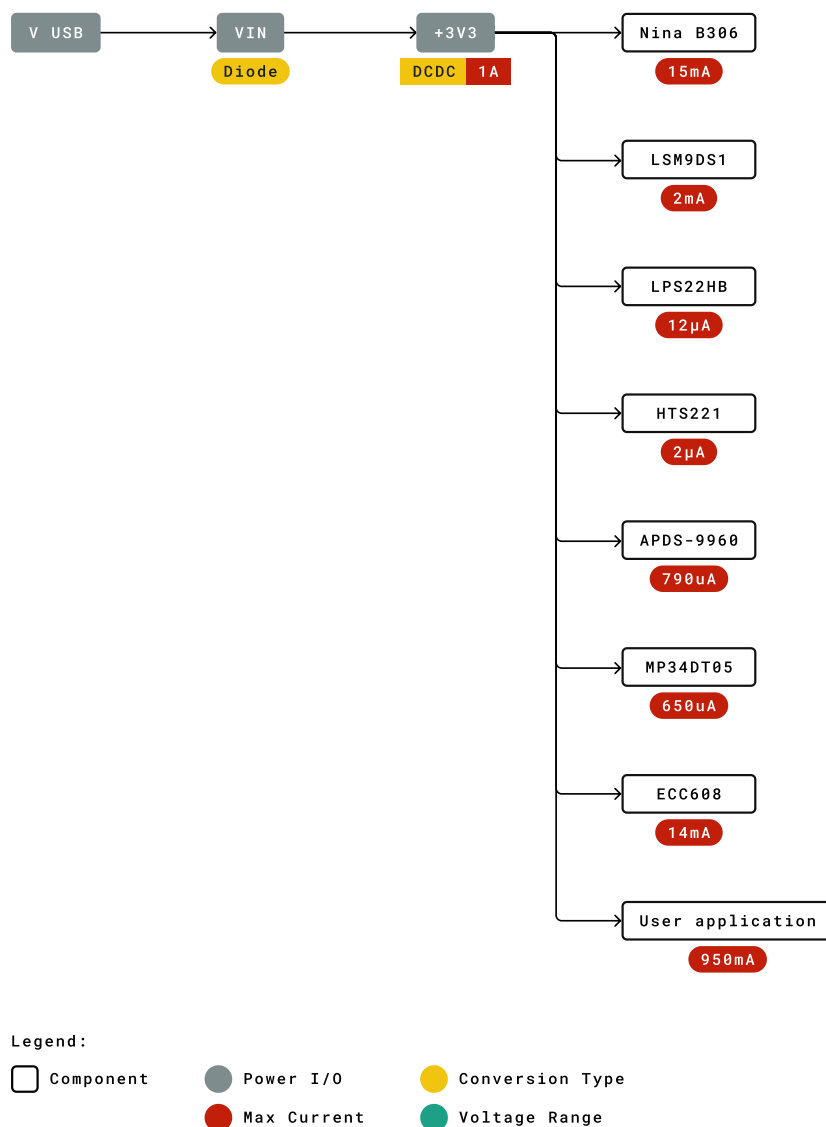 V USB
VIN
+3V3
Nina B306
Diode
DCDC
1A
15mA
LSM9DS1
2mA
LPS22HB
12µA
HTS221
2µA
APDS-9960
790uA
MP34DT05
650uA
ECC608
14mA
User application
950mA
Legend:
Component
Power I/O
Conversion Type
Max Current
Voltage Range